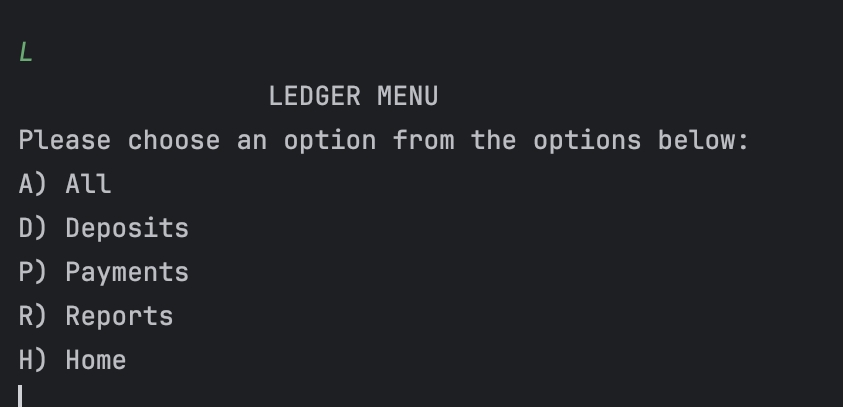 L
LEDGER MENU
Please choose an option from the options below:
A) All
D) Deposits
P) Payments
R) Reports
H) Home